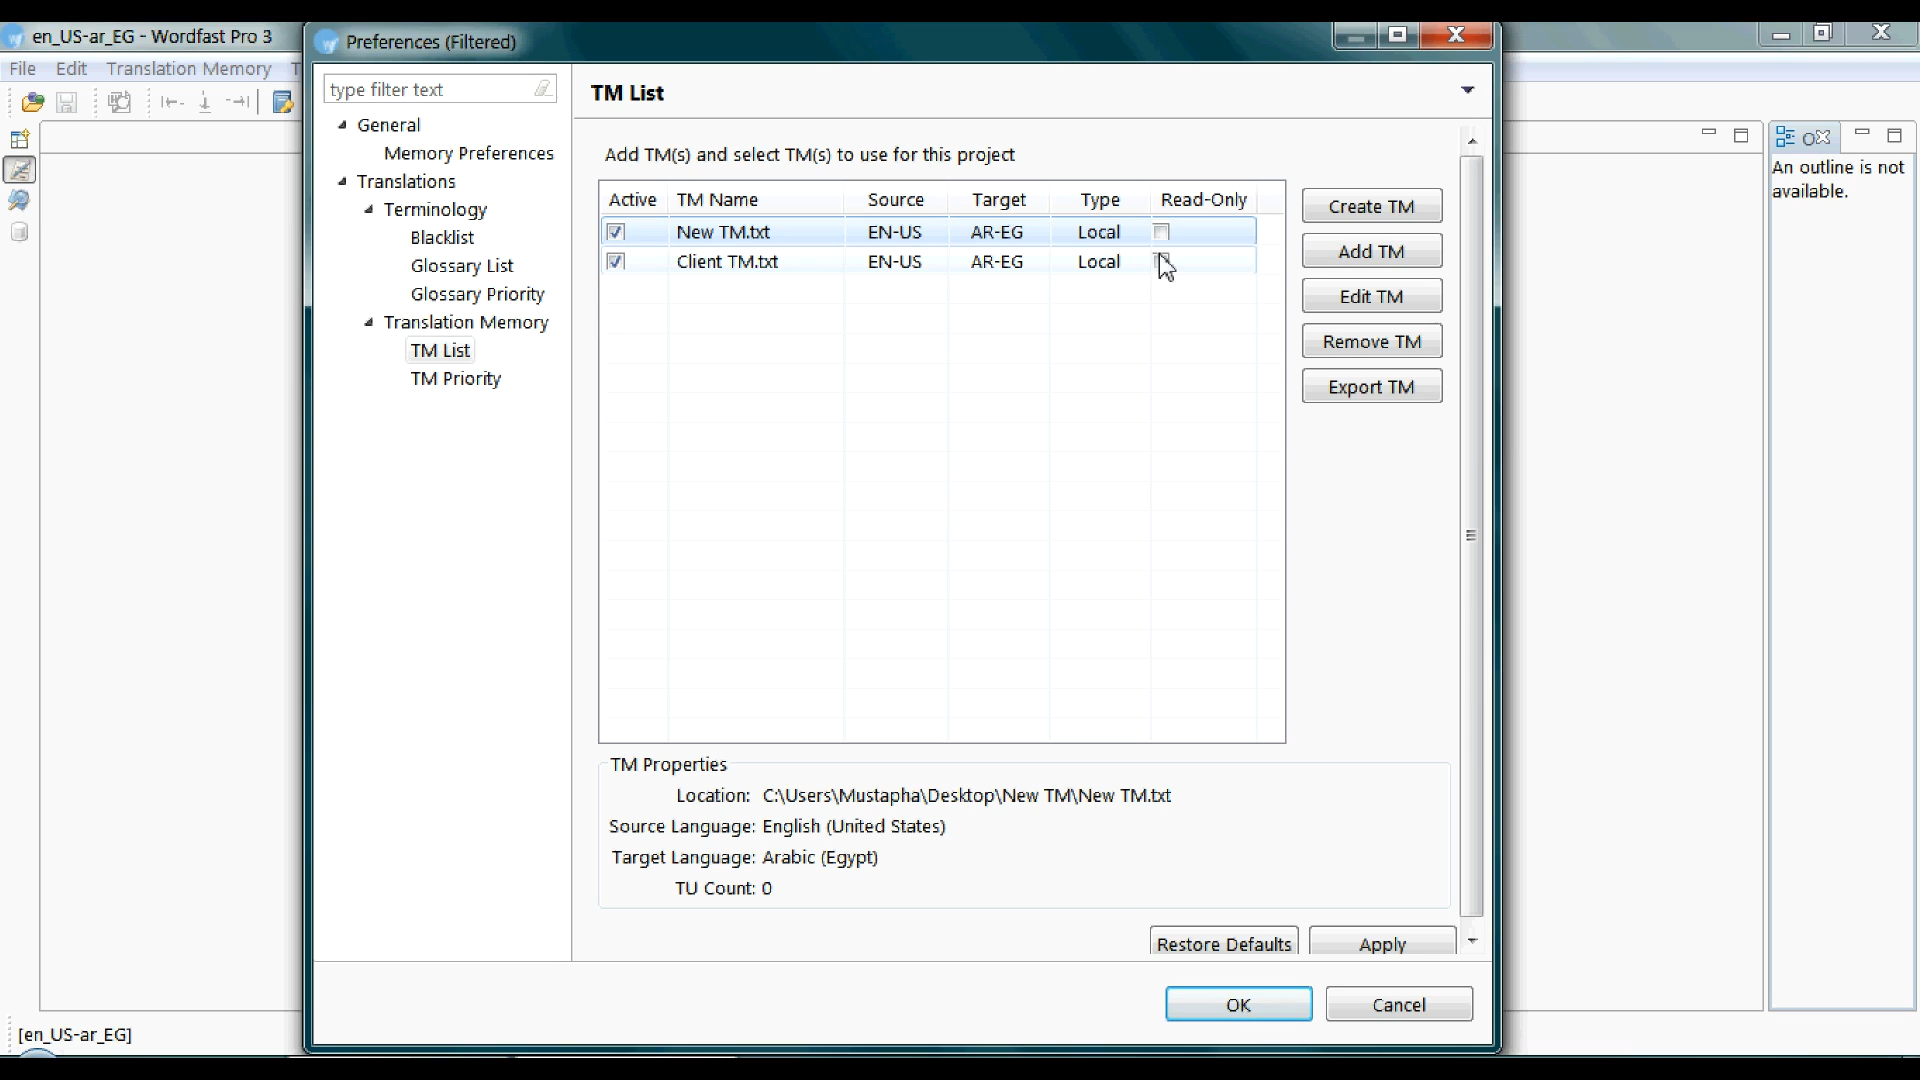 en_US-ar_EG - Wordfast Pro 3
Preferences (Filtered)
File Edit Translation Memory T
type filter text
General
Memory Preferences
Translations
Terminology
Blacklist
Glossary List
Glossary Priority
Translation Memory
TM List
TM Priority
TM List
Add TM(s) and select TM(s) to use for this project
Active TM Name Source Target Type Read-Only
New TM.txt EN-US AR-EG Local
Client TM.txt EN-US AR-EG Local
Create TM
Add TM
Edit TM
Remove TM
Export TM
TM Properties
Location: C:\Users\Mustapha\Desktop\New TM\New TM.txt
Source Language: English (United States)
Target Language: Arabic (Egypt)
TU Count: 0
Restore Defaults Apply
OK Cancel
An outline is not
available.
[en_US-ar_EG]